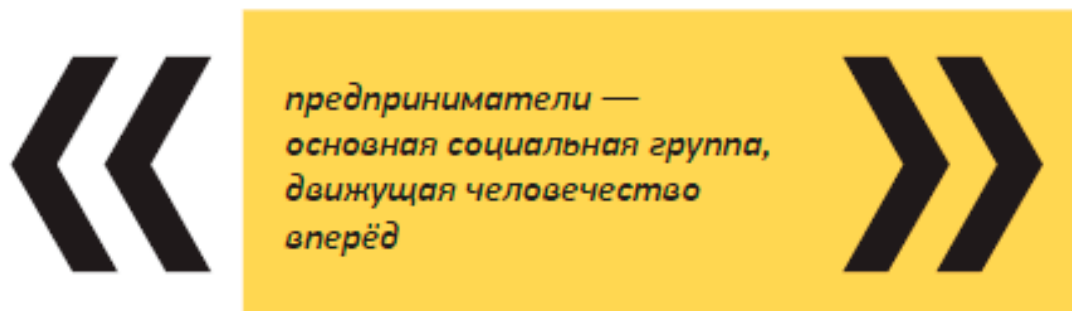 предприниматели —
основная социальная группа,
движущая человечество
вперёд